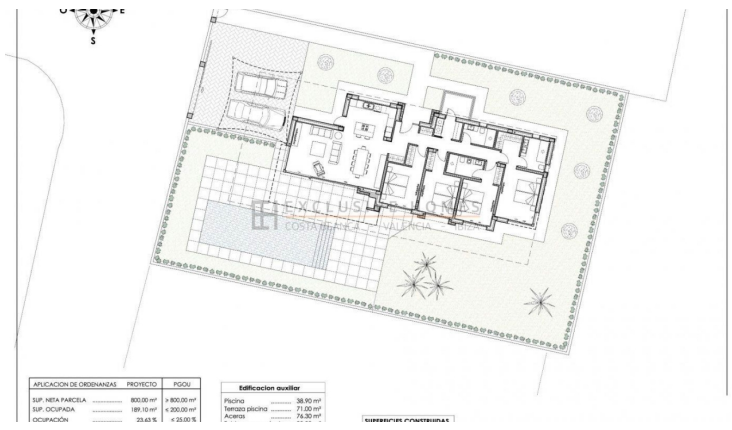 O E
S
EXCLUSIVE HOMES
COSTA BLANCA VALENCIA IBIZA
APLICACION DE ORDENANZAS PROYECTO PGOU
SUP. NETA PARCELA ............ 800,00 m² > 800,00 m²
SUP. OCUPADA ............ 189,10 m² < 200,00 m²
OCUPACIÓN ............ 23,63 % < 25,00 %
Edificacion auxiliar
Piscina ............ 38,90 m²
Terraza piscina ............ 71,00 m²
Aceras ............ 76,30 m²
SUPERFICIES CONSTRUIDAS